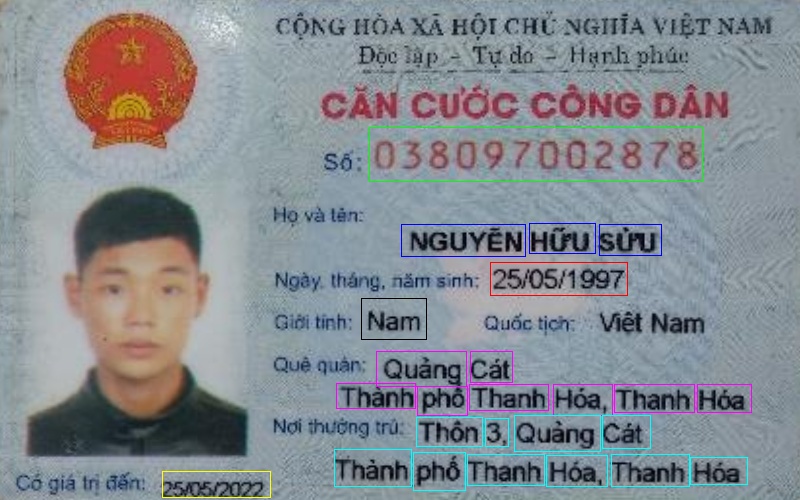 CỘNG HÒA XÃ HỘI CHỦ NGHĨA VIỆT NAM
Độc lập - Tự do - Hạnh phúc
CĂN CƯỚC CÔNG DÂN
Số: 038097002878
Họ và tên:
NGUYỄN HỮU SỬU
Ngày, tháng, năm sinh: 25/05/1997
Giới tính: Nam Quốc tịch: Việt Nam
Quê quán: Quảng Cát
Thành phố Thanh Hóa, Thanh Hóa
Nơi thường trú: Thôn 3, Quảng Cát
Thành phố Thanh Hóa, Thanh Hóa
Có giá trị đến: 25/05/2022